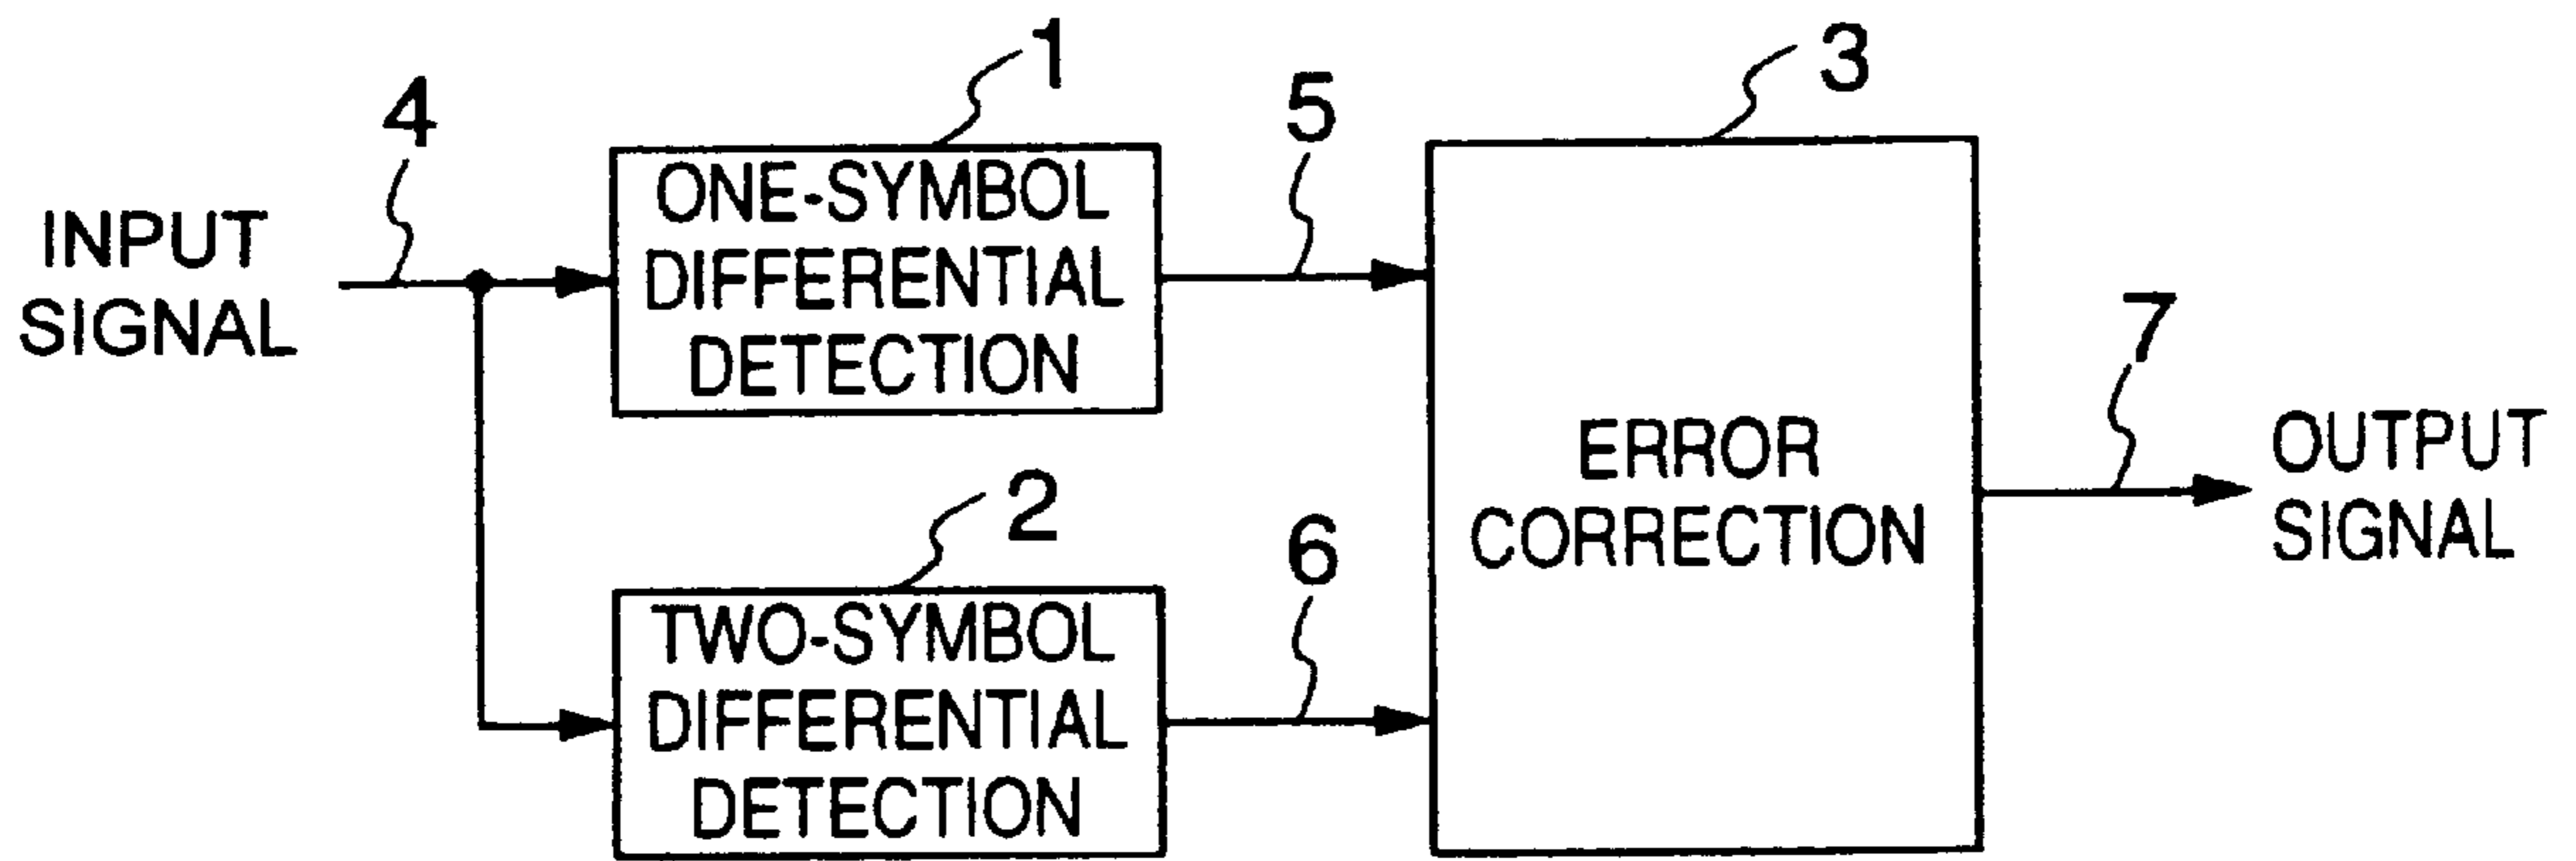 1
3
4
5
ONE-SYMBOL
DIFFERENTIAL
DETECTION
INPUT
SIGNAL
7
ERROR
CORRECTION
OUTPUT
SIGNAL
2
6
TWO-SYMBOL
DIFFERENTIAL
DETECTION